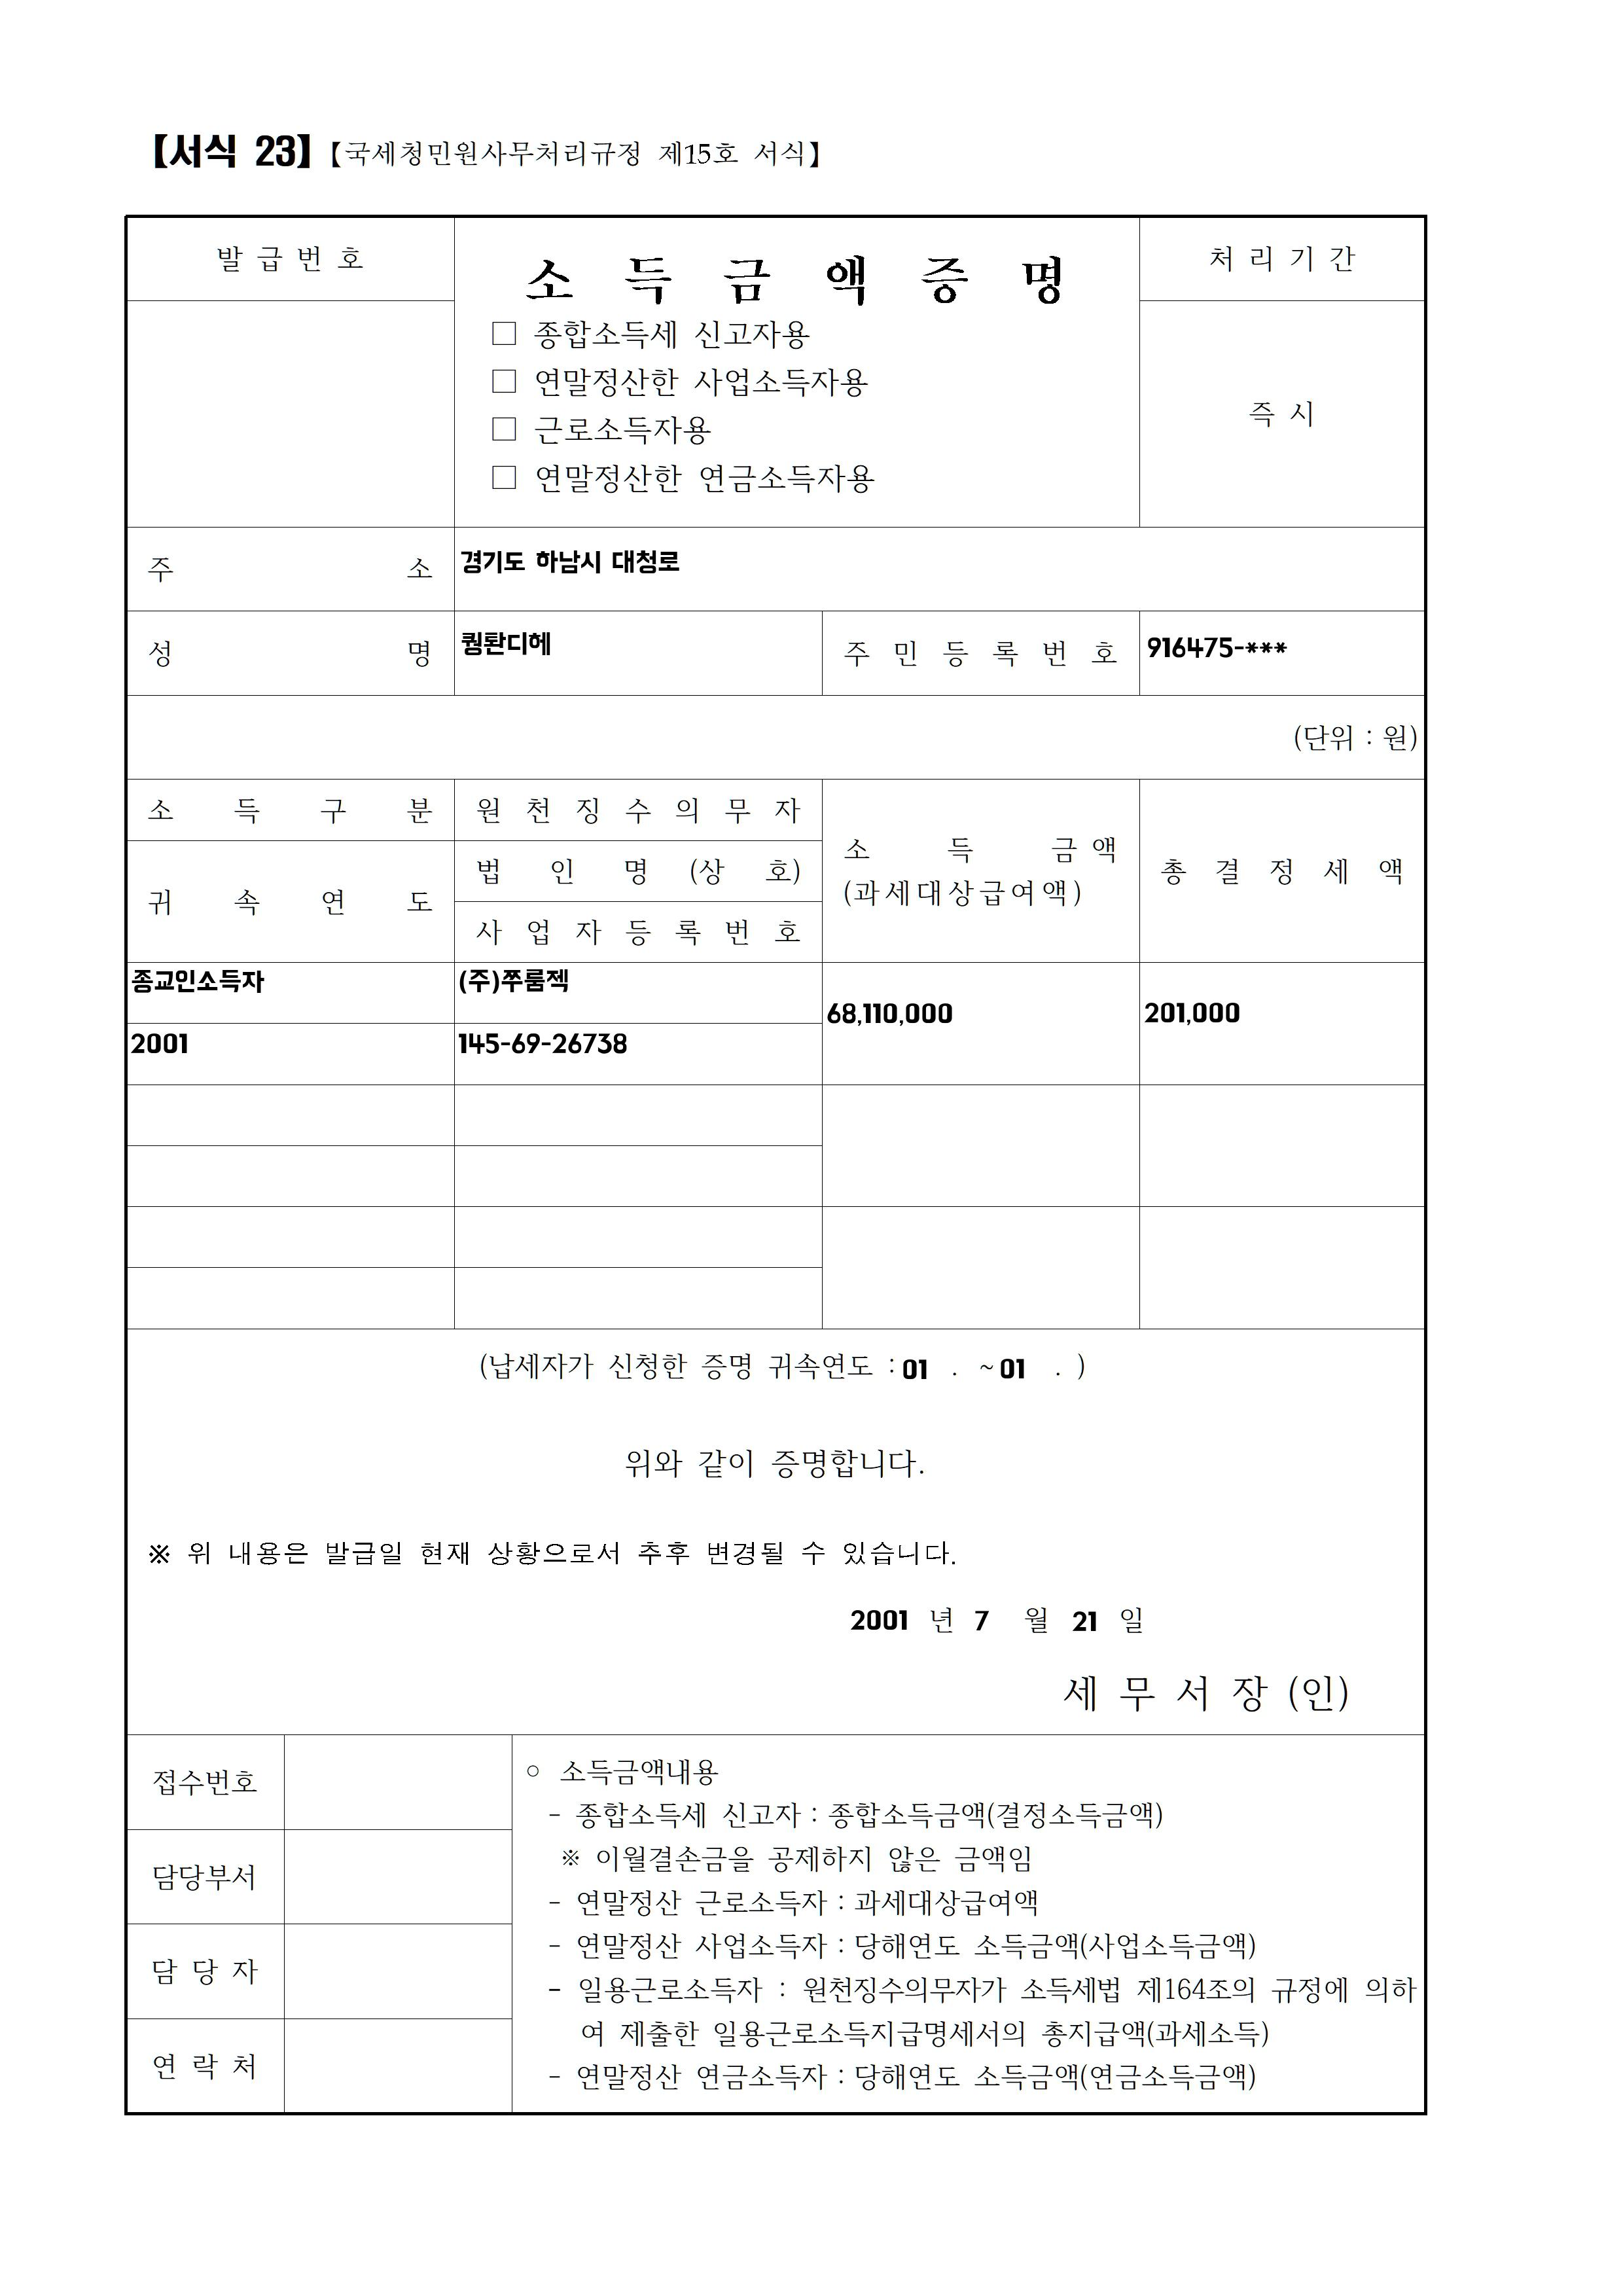 【서식 23】【국세청민원사무처리규정 제15호 서식】
발 급 번 호
소 득 금 액 증 명
처 리 기 간
□ 종합소득세 신고자용
□ 연말정산한 사업소득자용
□ 근로소득자용
□ 연말정산한 연금소득자용
즉 시
주 소
경기도 하남시 대청로
성 명
큉톼디헤
주 민 등 록 번 호
916475-***
(단위 : 원)
소 득 구 분
원 천 징 수 의 무 자
소 득 금 액
(과세대상급여액)
총 결 정 세 액
귀 속 연 도
법 인 명 (상 호)
사 업 자 등 록 번 호
종교인소득자
(주)쭈룸젝
68,110,000
201,000
2001
145-69-26738
(납세자가 신청한 증명 귀속연도 : 01 . ~ 01 . )
위와 같이 증명합니다.
※ 위 내용은 발급일 현재 상황으로서 추후 변경될 수 있습니다.
2001 년 7 월 21 일
세 무 서 장 (인)
접수번호
담당부서
담 당 자
연 락 처
○ 소득금액내용
- 종합소득세 신고자 : 종합소득금액(결정소득금액)
※ 이월결손금을 공제하지 않은 금액임
- 연말정산 근로소득자 : 과세대상급여액
- 연말정산 사업소득자 : 당해연도 소득금액(사업소득금액)
- 일용근로소득자 : 원천징수의무자가 소득세법 제164조의 규정에 의하
여 제출한 일용근로소득지급명세서의 총지급액(과세소득)
- 연말정산 연금소득자 : 당해연도 소득금액(연금소득금액)